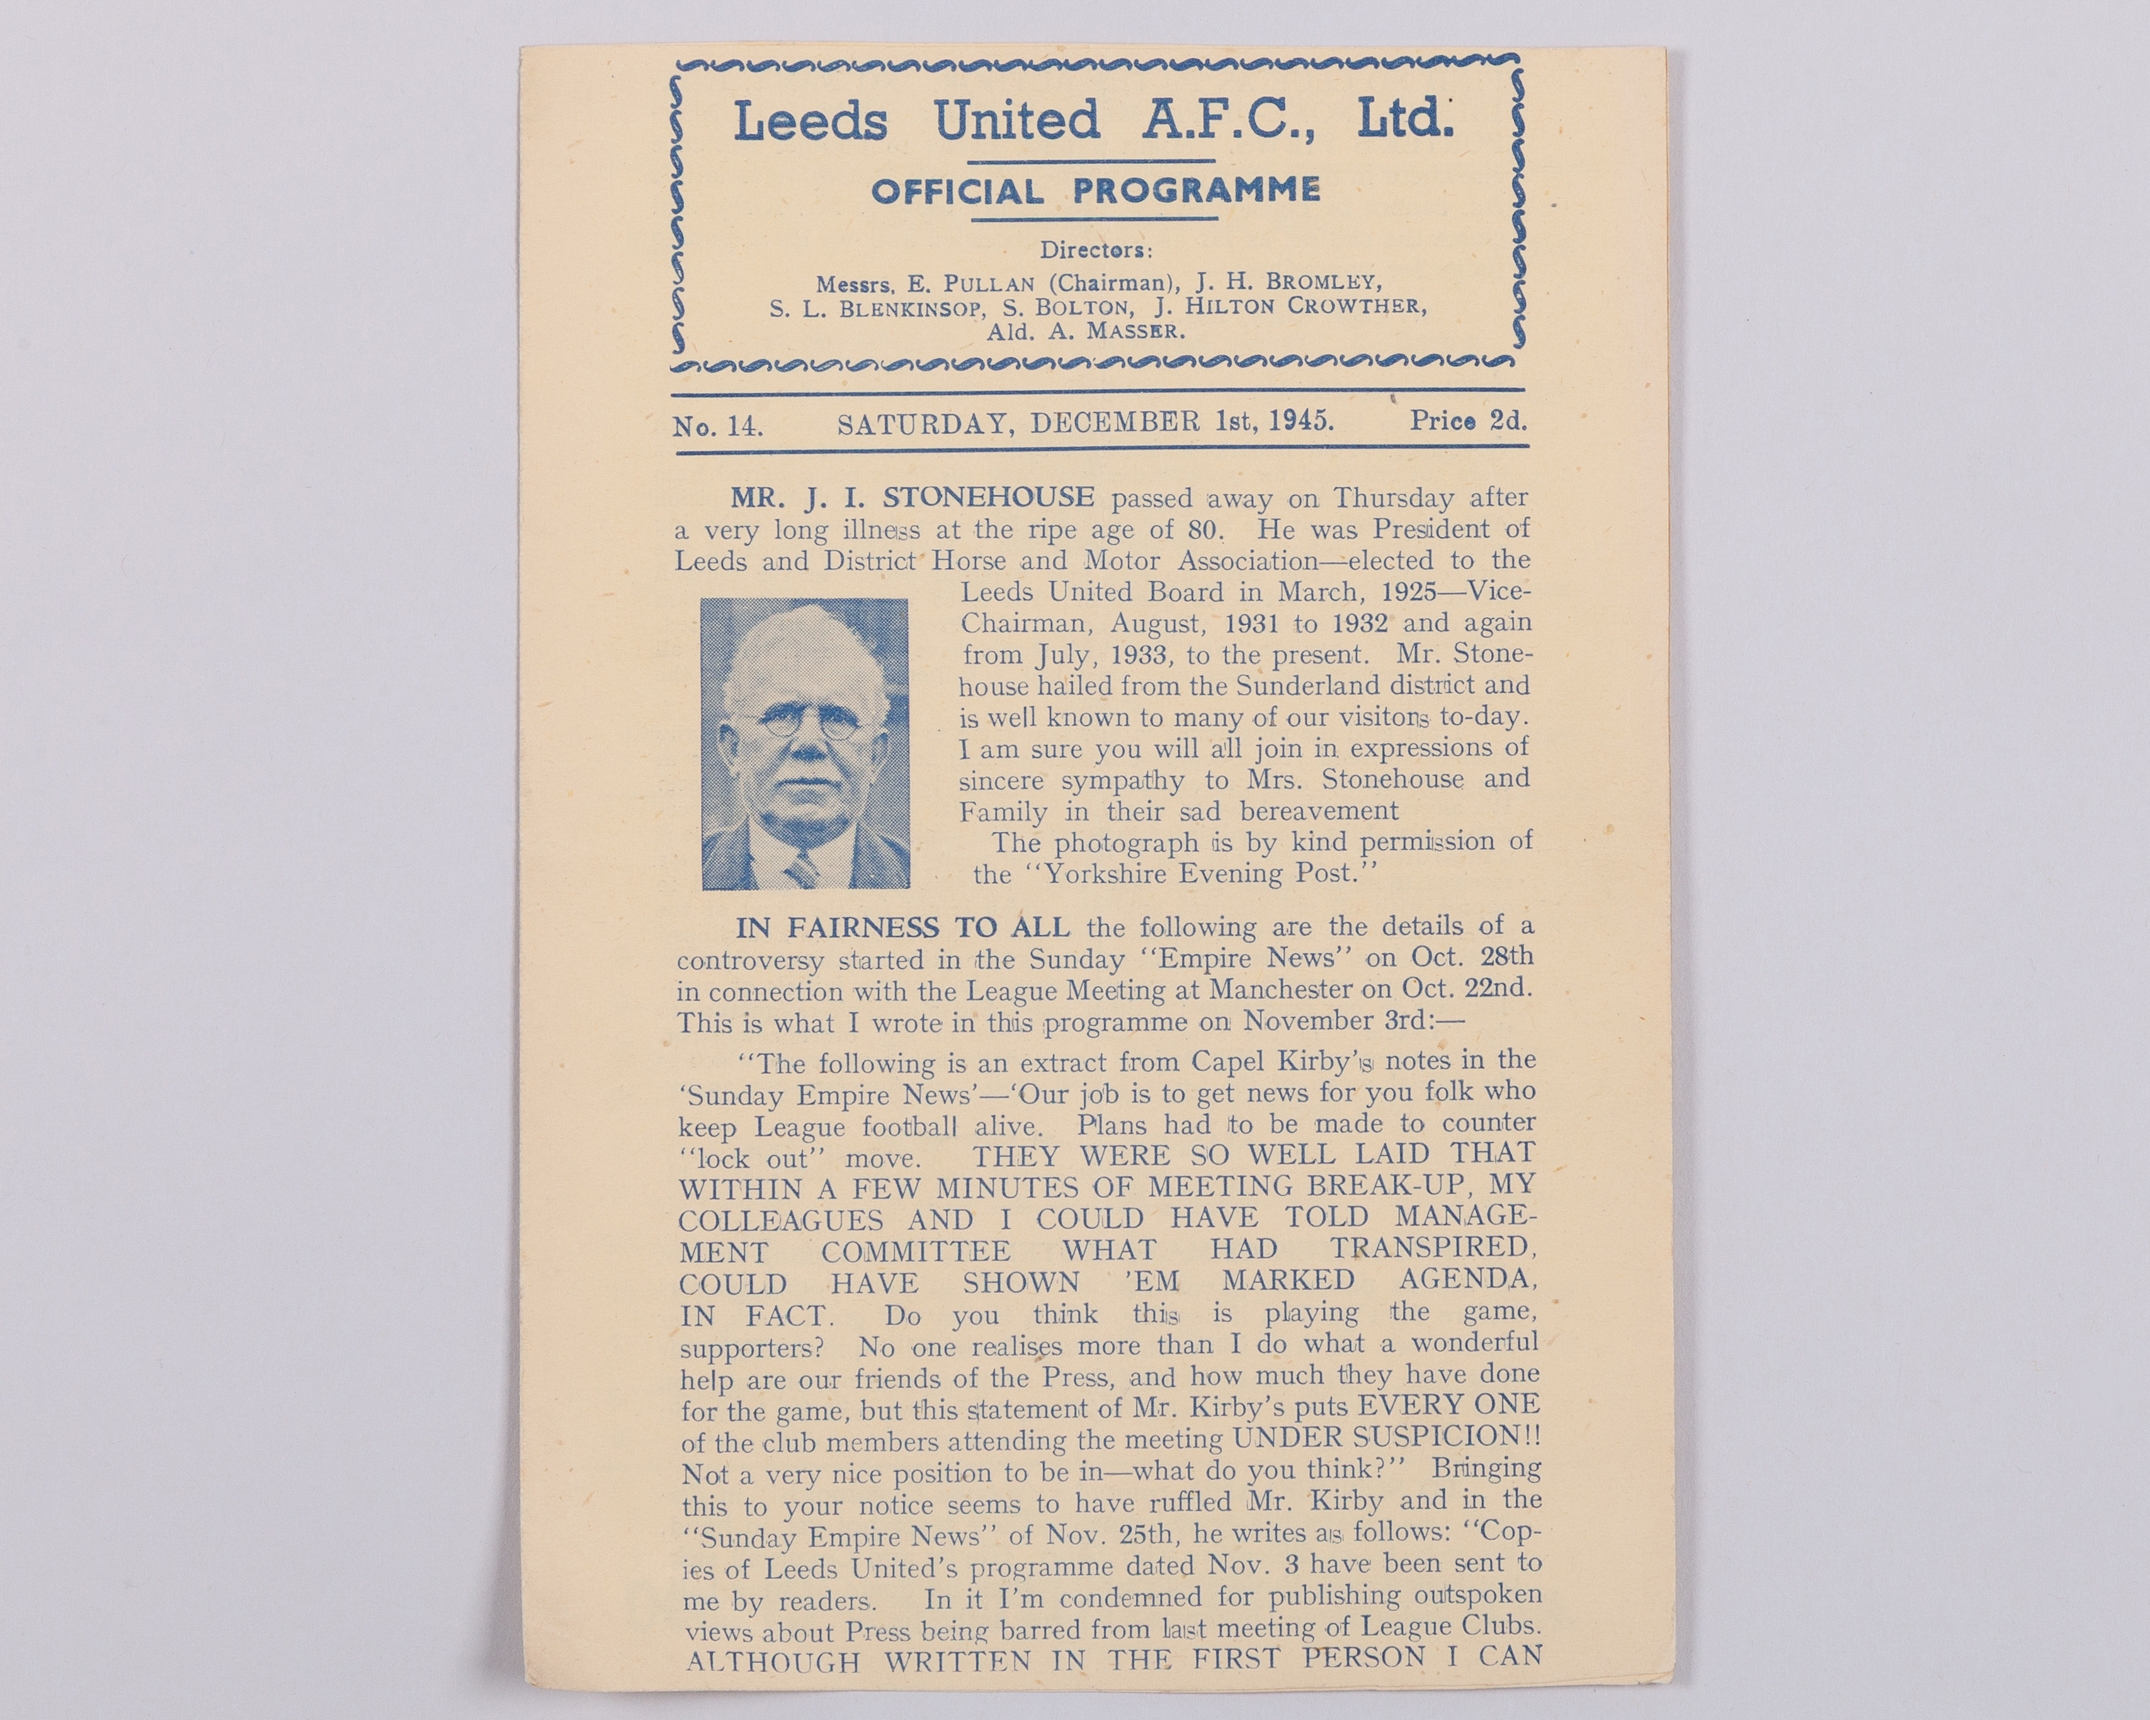 Leeds United A.F.C., Ltd.
OFFICIAL PROGRAMME
Directors:
Messrs. E. PULLAN (Chairman), J. H. BROMLEY,
S. L. BLENKINSOP, S. BOLTON, J. HILTON CROWTHER,
Ald. A. MASSER.
No. 14. SATURDAY, DECEMBER 1st, 1945. Price 2d.
MR. J. I. STONEHOUSE passed away on Thursday after
a very long illness at the ripe age of 80. He was President of
Leeds and District Horse and Motor Association—elected to the
Leeds United Board in March, 1925—Vice-
Chairman, August, 1931 to 1932 and again
from July, 1933, to the present. Mr. Stone-
house hailed from the Sunderland district and
is well known to many of our visitors to-day.
I am sure you will all join in expressions of
sincere sympathy to Mrs. Stonehouse and
Family in their sad bereavement
The photograph is by kind permission of
the "Yorkshire Evening Post."
IN FAIRNESS TO ALL the following are the details of a
controversy started in the Sunday "Empire News" on Oct. 28th
in connection with the League Meeting at Manchester on Oct. 22nd.
This is what I wrote in this programme on November 3rd:—
"The following is an extract from Capel Kirby's notes in the
'Sunday Empire News'—'Our job is to get news for you folk who
keep League football alive. Plans had to be made to counter
"lock out" move. THEY WERE SO WELL LAID THAT
WITHIN A FEW MINUTES OF MEETING BREAK-UP, MY
COLLEAGUES AND I COULD HAVE TOLD MANAGE-
MENT COMMITTEE WHAT HAD TRANSPIRED,
COULD HAVE SHOWN 'EM MARKED AGENDA,
IN FACT. Do you think this is playing the game,
supporters? No one realises more than I do what a wonderful
help are our friends of the Press, and how much they have done
for the game, but this statement of Mr. Kirby's puts EVERY ONE
of the club members attending the meeting UNDER SUSPICION!!
Not a very nice position to be in—what do you think?" Bringing
this to your notice seems to have ruffled Mr. Kirby and in the
"Sunday Empire News" of Nov. 25th, he writes as follows: "Cop-
ies of Leeds United's programme dated Nov. 3 have been sent to
me by readers. In it I'm condemned for publishing outspoken
views about Press being barred from last meeting of League Clubs.
ALTHOUGH WRITTEN IN THE FIRST PERSON I CAN